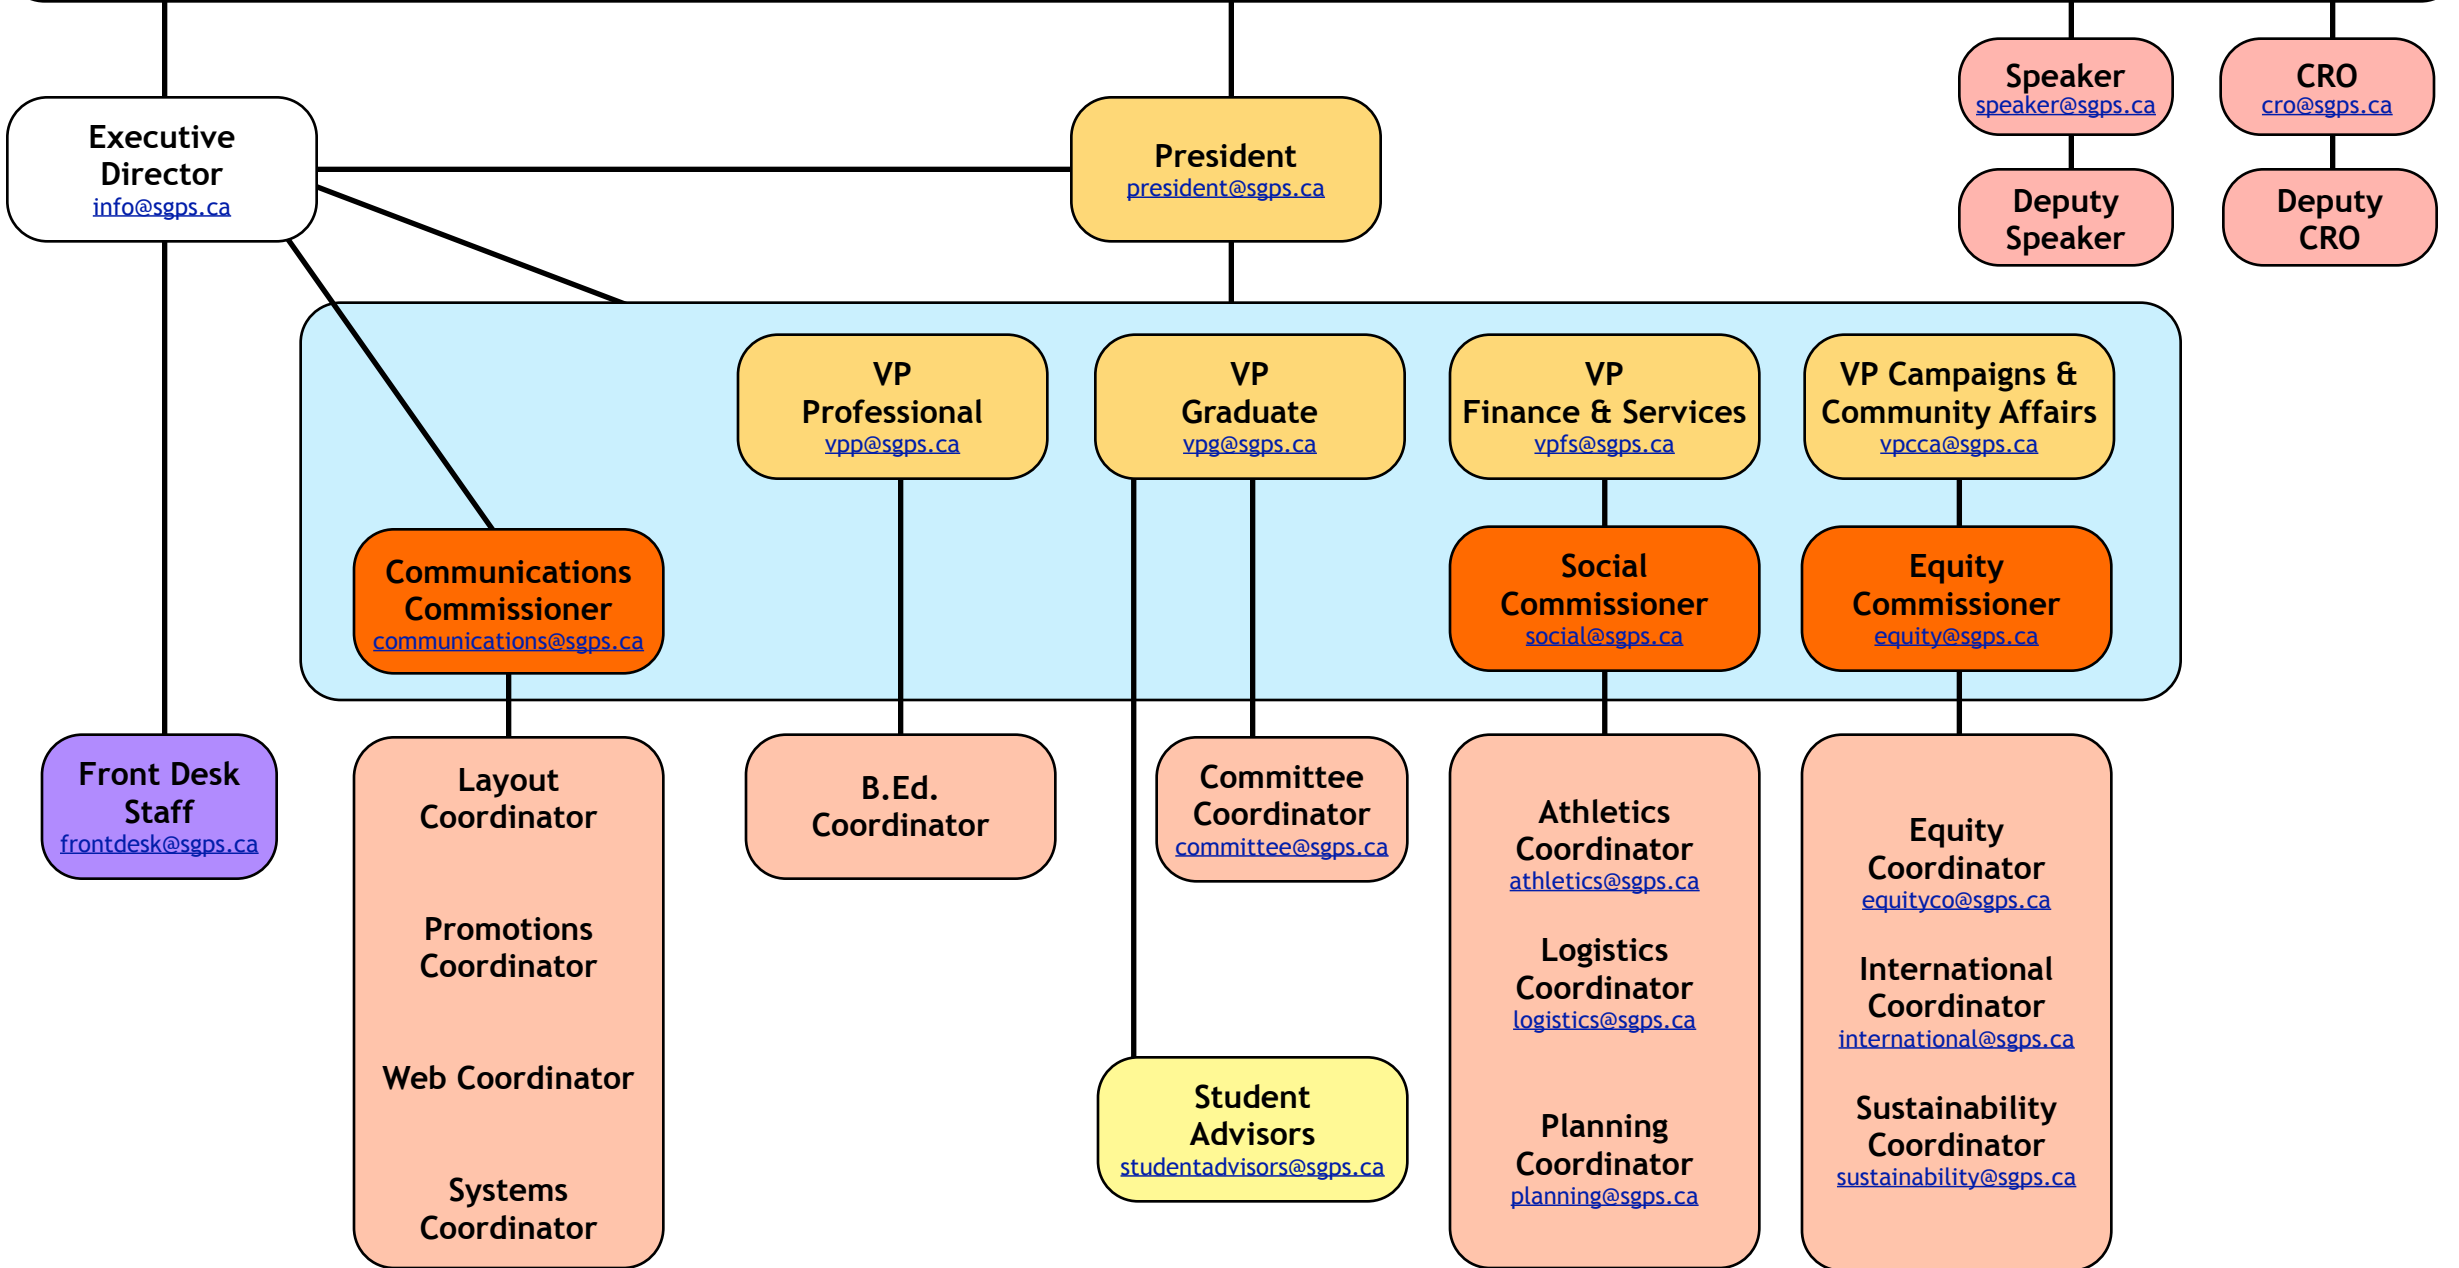 Speaker
speaker@sgps.ca
CRO
cro@sgps.ca
Executive
Director
info@sgps.ca
President
president@sgps.ca
Deputy
Speaker
Deputy
CRO
VP
Professional
vpp@sgps.ca
VP
Graduate
vpg@sgps.ca
VP
Finance & Services
vpfs@sgps.ca
VP Campaigns &
Community Affairs
vpcca@sgps.ca
Communications
Commissioner
communications@sgps.ca
Social
Commissioner
social@sgps.ca
Equity
Commissioner
equity@sgps.ca
Front Desk
Staff
frontdesk@sgps.ca
Layout
Coordinator
Promotions
Coordinator
Web Coordinator
Systems
Coordinator
B.Ed.
Coordinator
Committee
Coordinator
committee@sgps.ca
Student
Advisors
studentadvisors@sgps.ca
Athletics
Coordinator
athletics@sgps.ca
Logistics
Coordinator
logistics@sgps.ca
Planning
Coordinator
planning@sgps.ca
Equity
Coordinator
equityco@sgps.ca
International
Coordinator
international@sgps.ca
Sustainability
Coordinator
sustainability@sgps.ca